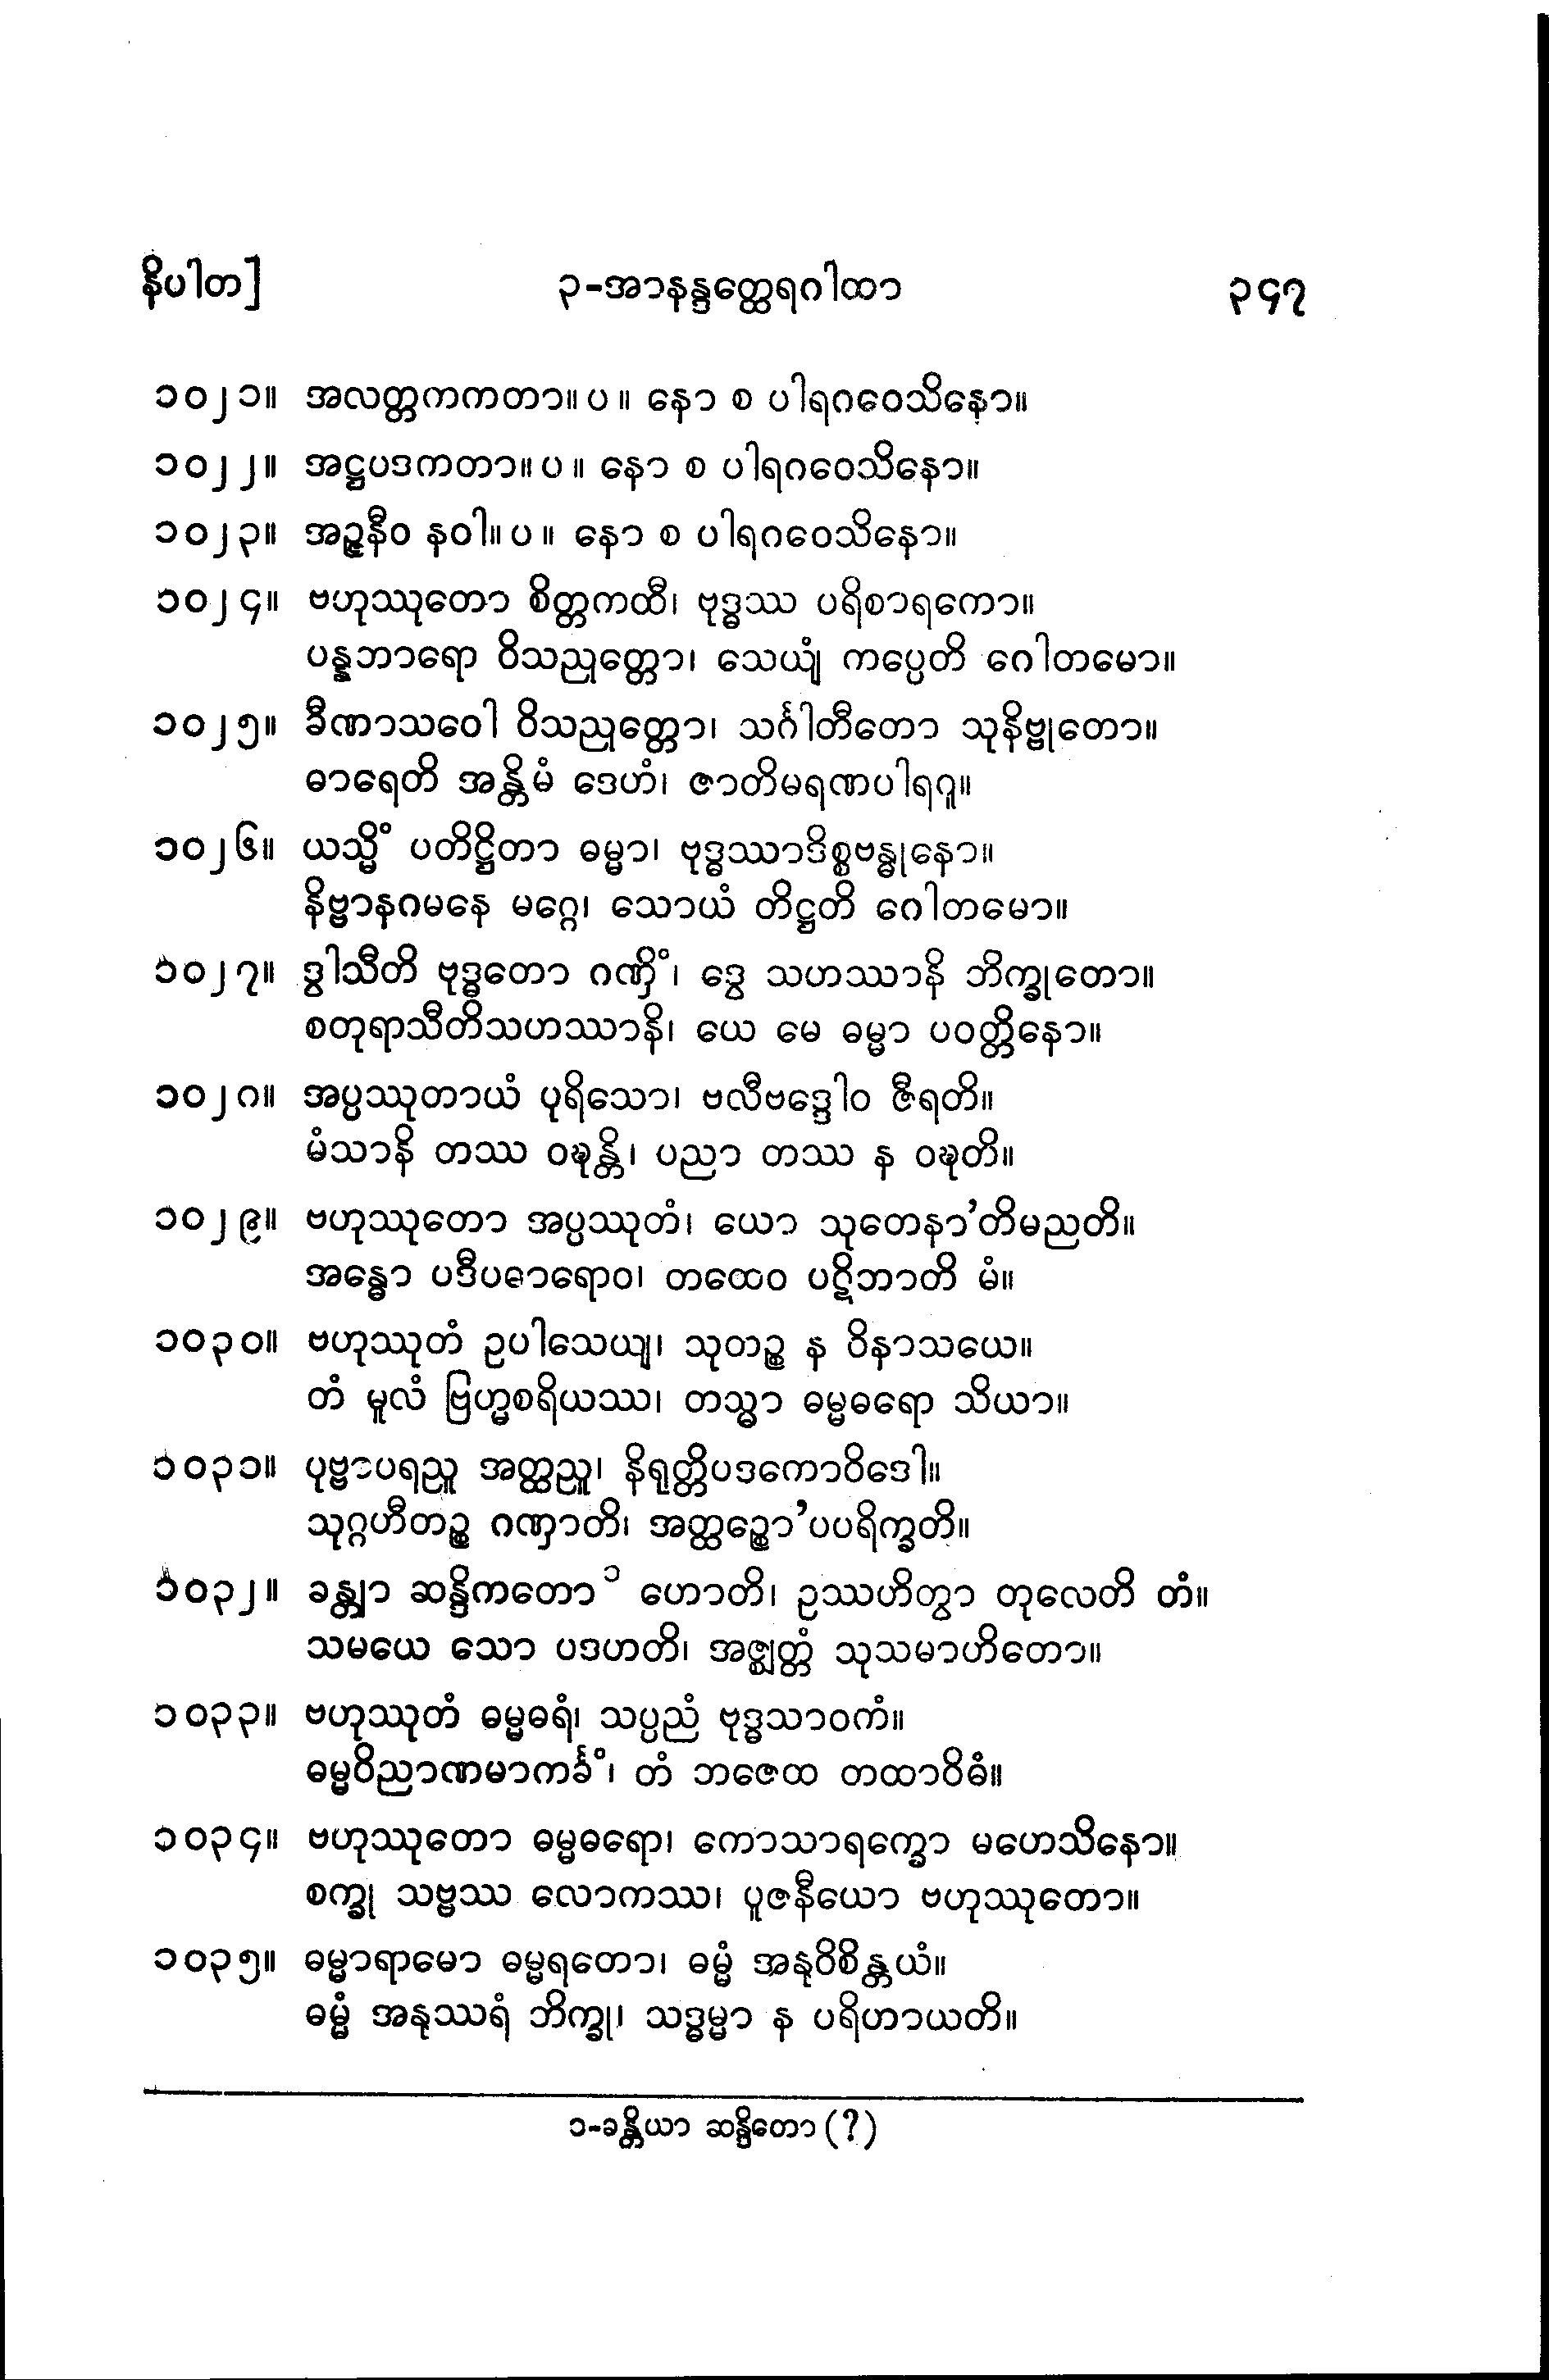 နိပါတ]	၃-အာနန္ဒတ္ထေရဂါထာ	၃၄၇
၁၀၂၁။ အလတ္တကကတာ။ပ။ နော စ ပါရဂဝေသိနော။
၁၀၂၂။ အဋ္ဌပဒကတာ။ပ။ နော စ ပါရဂဝေသိနော။
၁၀၂၃။ အဉ္ဇနီဝ နဝါ။ပ။ နော စ ပါရဂဝေသိနော။
၁၀၂၄။ ဗဟုဿုတော စိတ္တကထီ၊ ဗုဒ္ဓဿ ပရိစာရကော။
ပန္နဘာရော ဝိသညုတ္တော၊ သေယျံ ကပ္ပေတိ ဂေါတမော။
၁၀၂၅။ ခီဏာသဝေါ ဝိသညုတ္တော၊ သင်္ဂါတီတော သုနိဗ္ဗုတော။
ဓာရေတိ အန္တိမံ ဒေဟံ၊ ဇာတိမရဏပါရဂူ။
၁၀၂၆။ ယသ္မိံ ပတိဋ္ဌိတာ ဓမ္မာ၊ ဗုဒ္ဓဿာဒိစ္စဗန္ဓုနော။
နိဗ္ဗာနဂမနေ မဂ္ဂေ၊ သောယံ တိဋ္ဌတိ ဂေါတမော။
၁၀၂၇။ ဒွါသီတိ ဗုဒ္ဓတော ဂဏှိံ၊ ဒွေ သဟဿာနိ ဘိက္ခုတော။
စတုရာသီတိသဟဿာနိ၊ ယေ မေ ဓမ္မာ ပဝတ္တိနော။
၁၀၂၈။ အပ္ပဿုတာယံ ပုရိသော၊ ဗလီဗဒ္ဒေါဝ ဇီရတိ။
မံသာနိ တဿ ဝဍ္ဎန္တိ၊ ပညာ တဿ န ဝဍ္ဎတိ။
၁၀၂၉။ ဗဟုဿုတော အပ္ပဿုတံ၊ ယော သုတေနာ’တိမညတိ။
အန္ဓော ပဒီပဓာရောဝ၊ တထေဝ ပဋိဘာတိ မံ။
၁၀၃၀။ ဗဟုဿုတံ ဥပါသေယျ၊ သုတဉ္စ န ဝိနာသယေ။
တံ မူလံ ဗြဟ္မစရိယဿ၊ တသ္မာ ဓမ္မဓရော သိယာ။
၁၀၃၁။ ပုဗ္ဗာပရညူ အတ္ထညူ၊ နိရုတ္တိပဒကောဝိဒေါ။
သုဂ္ဂဟီတဉ္စ ဂဏှာတိ၊ အတ္ထဉ္စော’ပပရိက္ခတိ။
၁၀၃၂။ ခန္တျာ ဆန္ဒိကတော ၁ ဟောတိ၊ ဥဿဟိတွာ တုလေတိ တံ။
သမယေ သော ပဒဟတိ၊ အဇ္ဈတ္တံ သုသမာဟိတော။
၁၀၃၃။ ဗဟုဿုတံ ဓမ္မဓရံ၊ သပ္ပညံ ဗုဒ္ဓသာဝကံ။
ဓမ္မဝိညာဏမာကင်္ခံ၊ တံ ဘဇေထ တထာဝိဓံ။
၁၀၃၄။ ဗဟုဿုတော ဓမ္မဓရော၊ ကောသာရက္ခော မဟေသိနော။
စက္ခု သဗ္ဗဿ လောကဿ၊ ပူဇနီယော ဗဟုဿုတော။
၁၀၃၅။ ဓမ္မာရာမော ဓမ္မရတော၊ ဓမ္မံ အနုဝိစိန္တယံ။
ဓမ္မံ အနုဿရံ ဘိက္ခု၊ သဒ္ဓမ္မာ န ပရိဟာယတိ။
၁-ခန္တိယာ ဆန္ဒိတော (?)